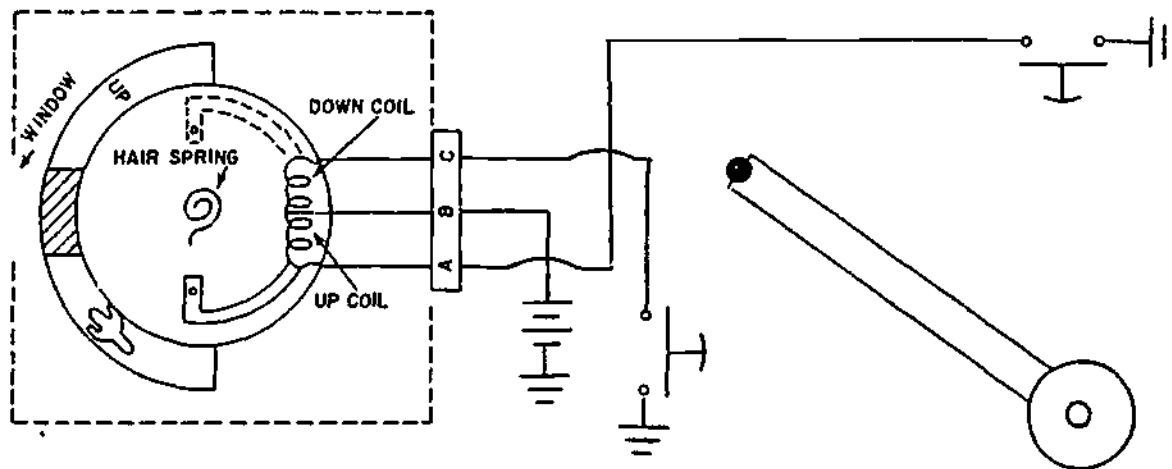 UP
WINDOW
DOWN COIL
HAIR SPRING
C
B
A
UP COIL